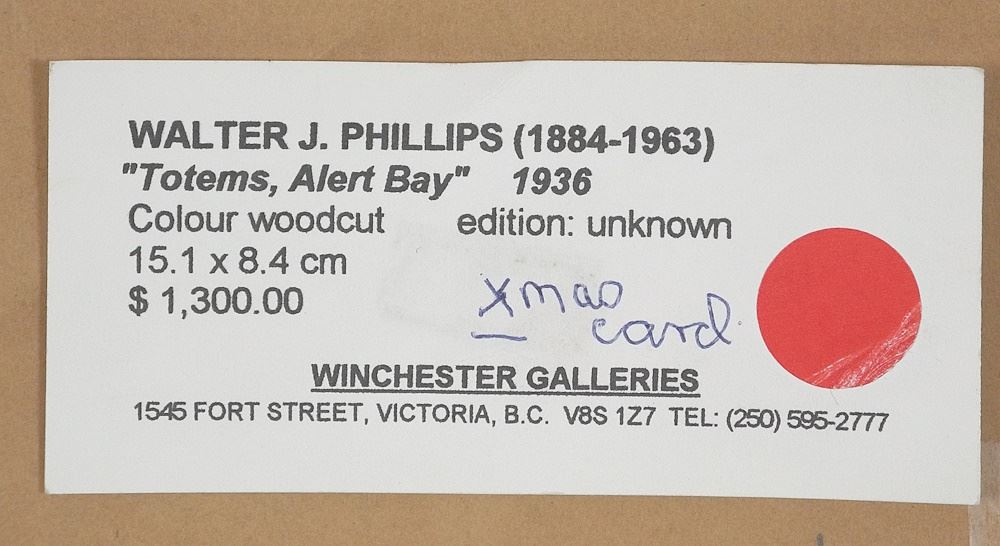 WALTER J. PHILLIPS (1884-1963)
"Totems, Alert Bay" 1936
Colour woodcut edition: unknown
15.1 x 8.4 cm
$ 1,300.00
Xmas
card
WINCHESTER GALLERIES
1545 FORT STREET, VICTORIA, B.C. V8S 1Z7 TEL: (250) 595-2777